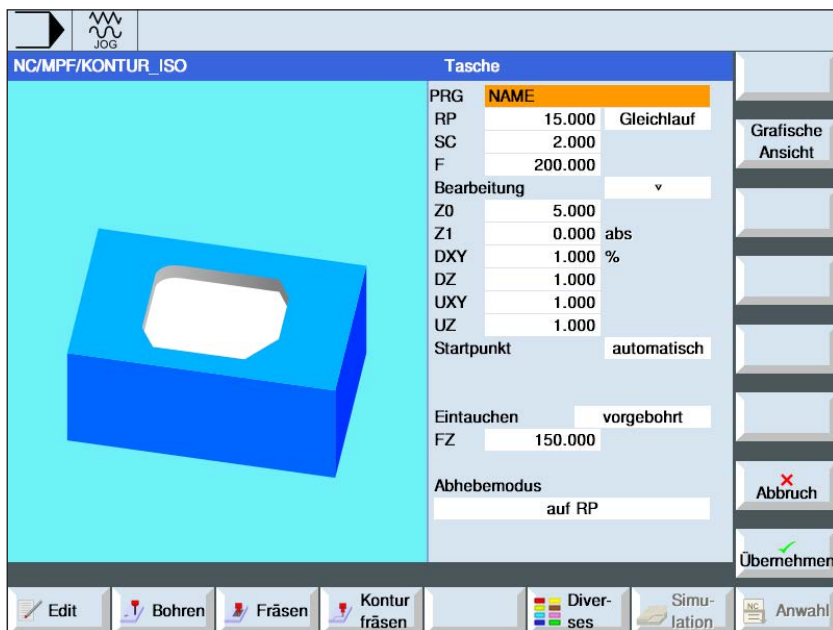 JOG
NC/MPF/KONTUR_ISO
Tasche
PRG NAME
RP 15.000 Gleichlauf
SC 2.000
F 200.000
Bearbeitung ▿
Z0 5.000
Z1 0.000 abs
DXY 1.000 %
DZ 1.000
UXY 1.000
UZ 1.000
Startpunkt automatisch
Eintauchen vorgebohrt
FZ 150.000
Abhebemodus
auf RP
Grafische
Ansicht
Abbruch
Übernehmen
Edit
Bohren
Fräsen
Kontur
fräsen
Diver-
ses
Simu-
lation
NC
Anwahl